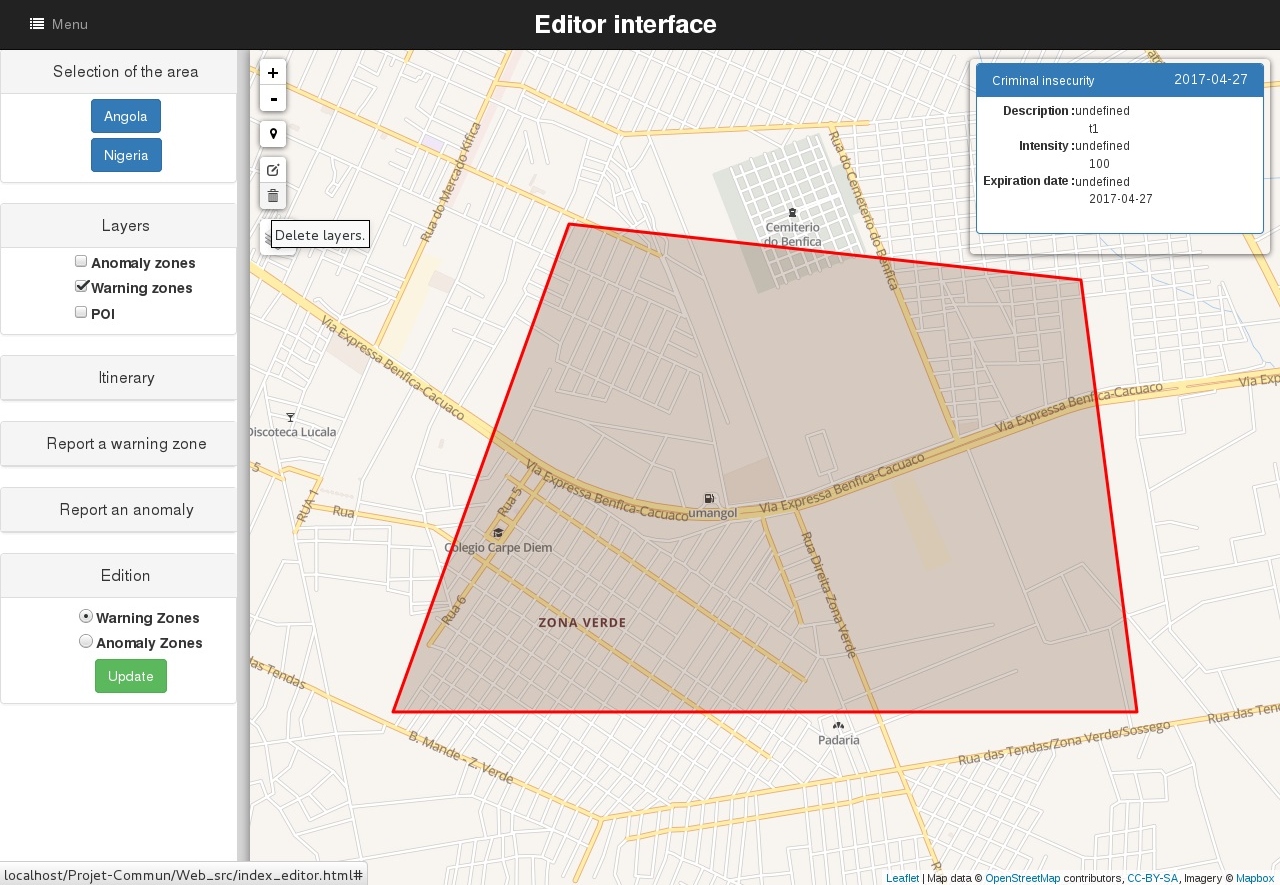 Menu
Editor interface
Selection of the area
Angola
Nigeria
Layers
Anomaly zones
Warning zones
POI
Itinerary
Report a warning zone
Report an anomaly
Edition
Warning Zones
Anomaly Zones
Update
+
-
Delete layers.
Criminal insecurity 2017-04-27
Description :undefined
t1
Intensity :undefined
100
Expiration date :undefined
2017-04-27
Rua do Mercado Kifica
Rua do Cemeterio do Benfica
Cemiterio
do Benfica
Via Expressa Benfica-Cacuaco
Via Expressa Benfica-Cacuaco
Via Expressa Benfica-Cacuaco
Via Expressa Benfica-Cacuaco
Via Exp
Discoteca Lucala
5
RUA 1
Rua
Rua 5
umangol
Colegio Carpe Diem
Rua 6
ZONA VERDE
Rua Direita Zona Verde
das Tendas
B. Mande - Z. Verde
Padaria
Rua das Tendas/Zona Verde/Sossego
Rua das Tend
R
localhost/Projet-Commun/Web_src/index_editor.html#
Leaflet | Map data © OpenStreetMap contributors, CC-BY-SA, Imagery © Mapbox